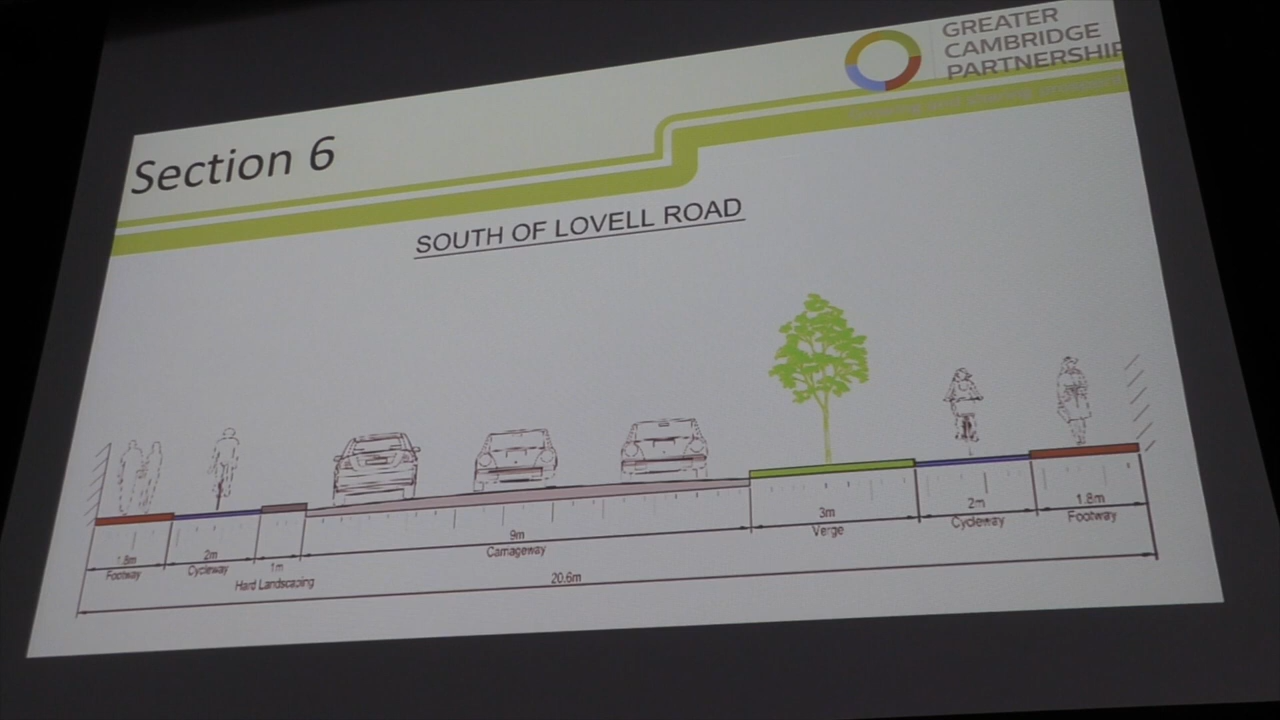 GREATER
CAMBRIDGE
PARTNERSHIP
Section 6
SOUTH OF LOVELL ROAD
1.8m
Footway
2m
Cycleway
1m
Hard Landscaping
9m
Carriageway
3m
Verge
2m
Cycleway
1.8m
Footway
20.6m